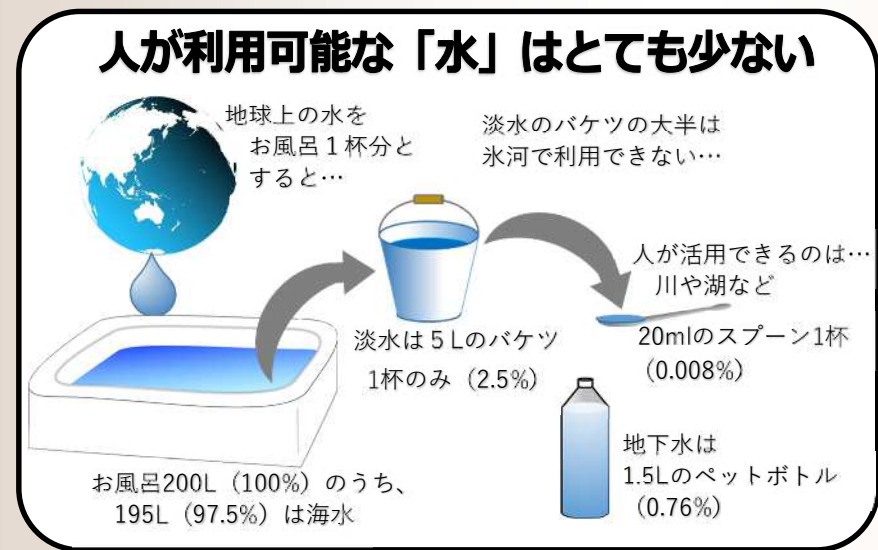 人が利用可能な「水」はとても少ない
地球上の水を
お風呂1杯分と
すると…
淡水のバケツの大半は
氷河で利用できない…
人が活用できるのは…
川や湖など
淡水は5Lのバケツ
1杯のみ(2.5%)
20mlのスプーン1杯
(0.008%)
地下水は
1.5Lのペットボトル
(0.76%)
お風呂200L(100%)のうち、
195L(97.5%)は海水